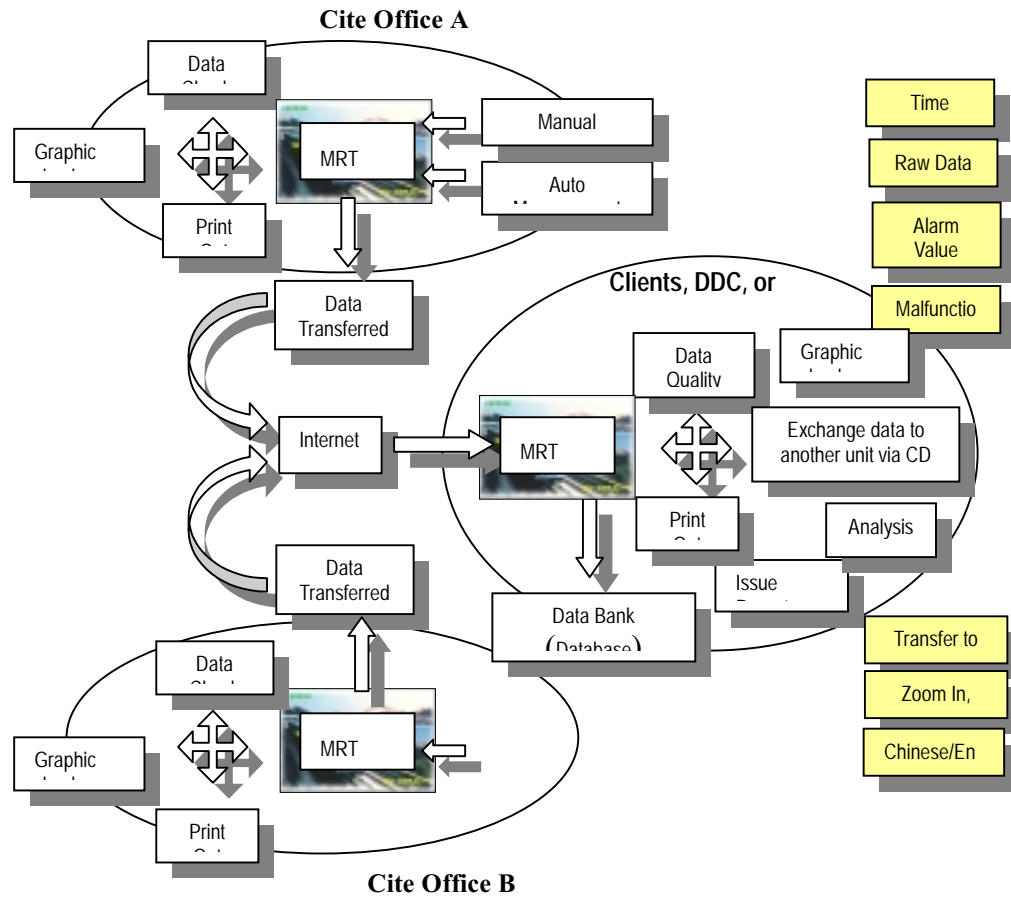 Cite Office A
Data
Graphic
MRT
Manual
Auto
Print
Data
Transferred
Time
Raw Data
Alarm
Value
Malfunctio
Clients, DDC, or
Data
Quality
Graphic
Internet
MRT
Exchange data to
another unit via CD
Print
Analysis
Issue
Data Bank
(Database)
Data
Transferred
Data
Graphic
MRT
Print
Transfer to
Zoom In,
Chinese/En
Cite Office B